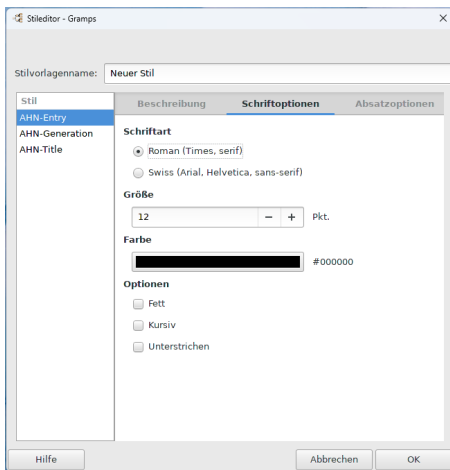 Stileditor - Gramps
Stilvorlagenname: Neuer Stil
Stil
AHN-Entry
AHN-Generation
AHN-Title
Beschreibung Schriftoptionen Absatzoptionen
Schriftart
Roman (Times, serif)
Swiss (Arial, Helvetica, sans-serif)
Größe
12 − + Pkt.
Farbe
#000000
Optionen
Fett
Kursiv
Unterstrichen
Hilfe Abbrechen OK